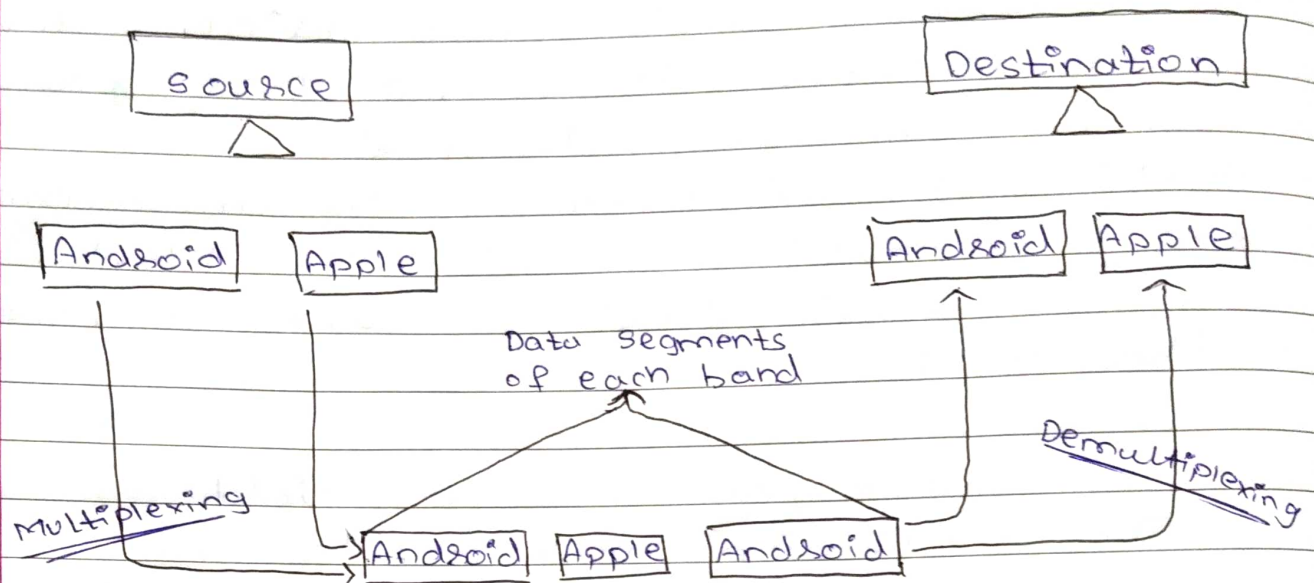 Source
Destination
Android
Apple
Android
Apple
Data segments
of each band
Multiplexing
Demultiplexing
Android
Apple
Android